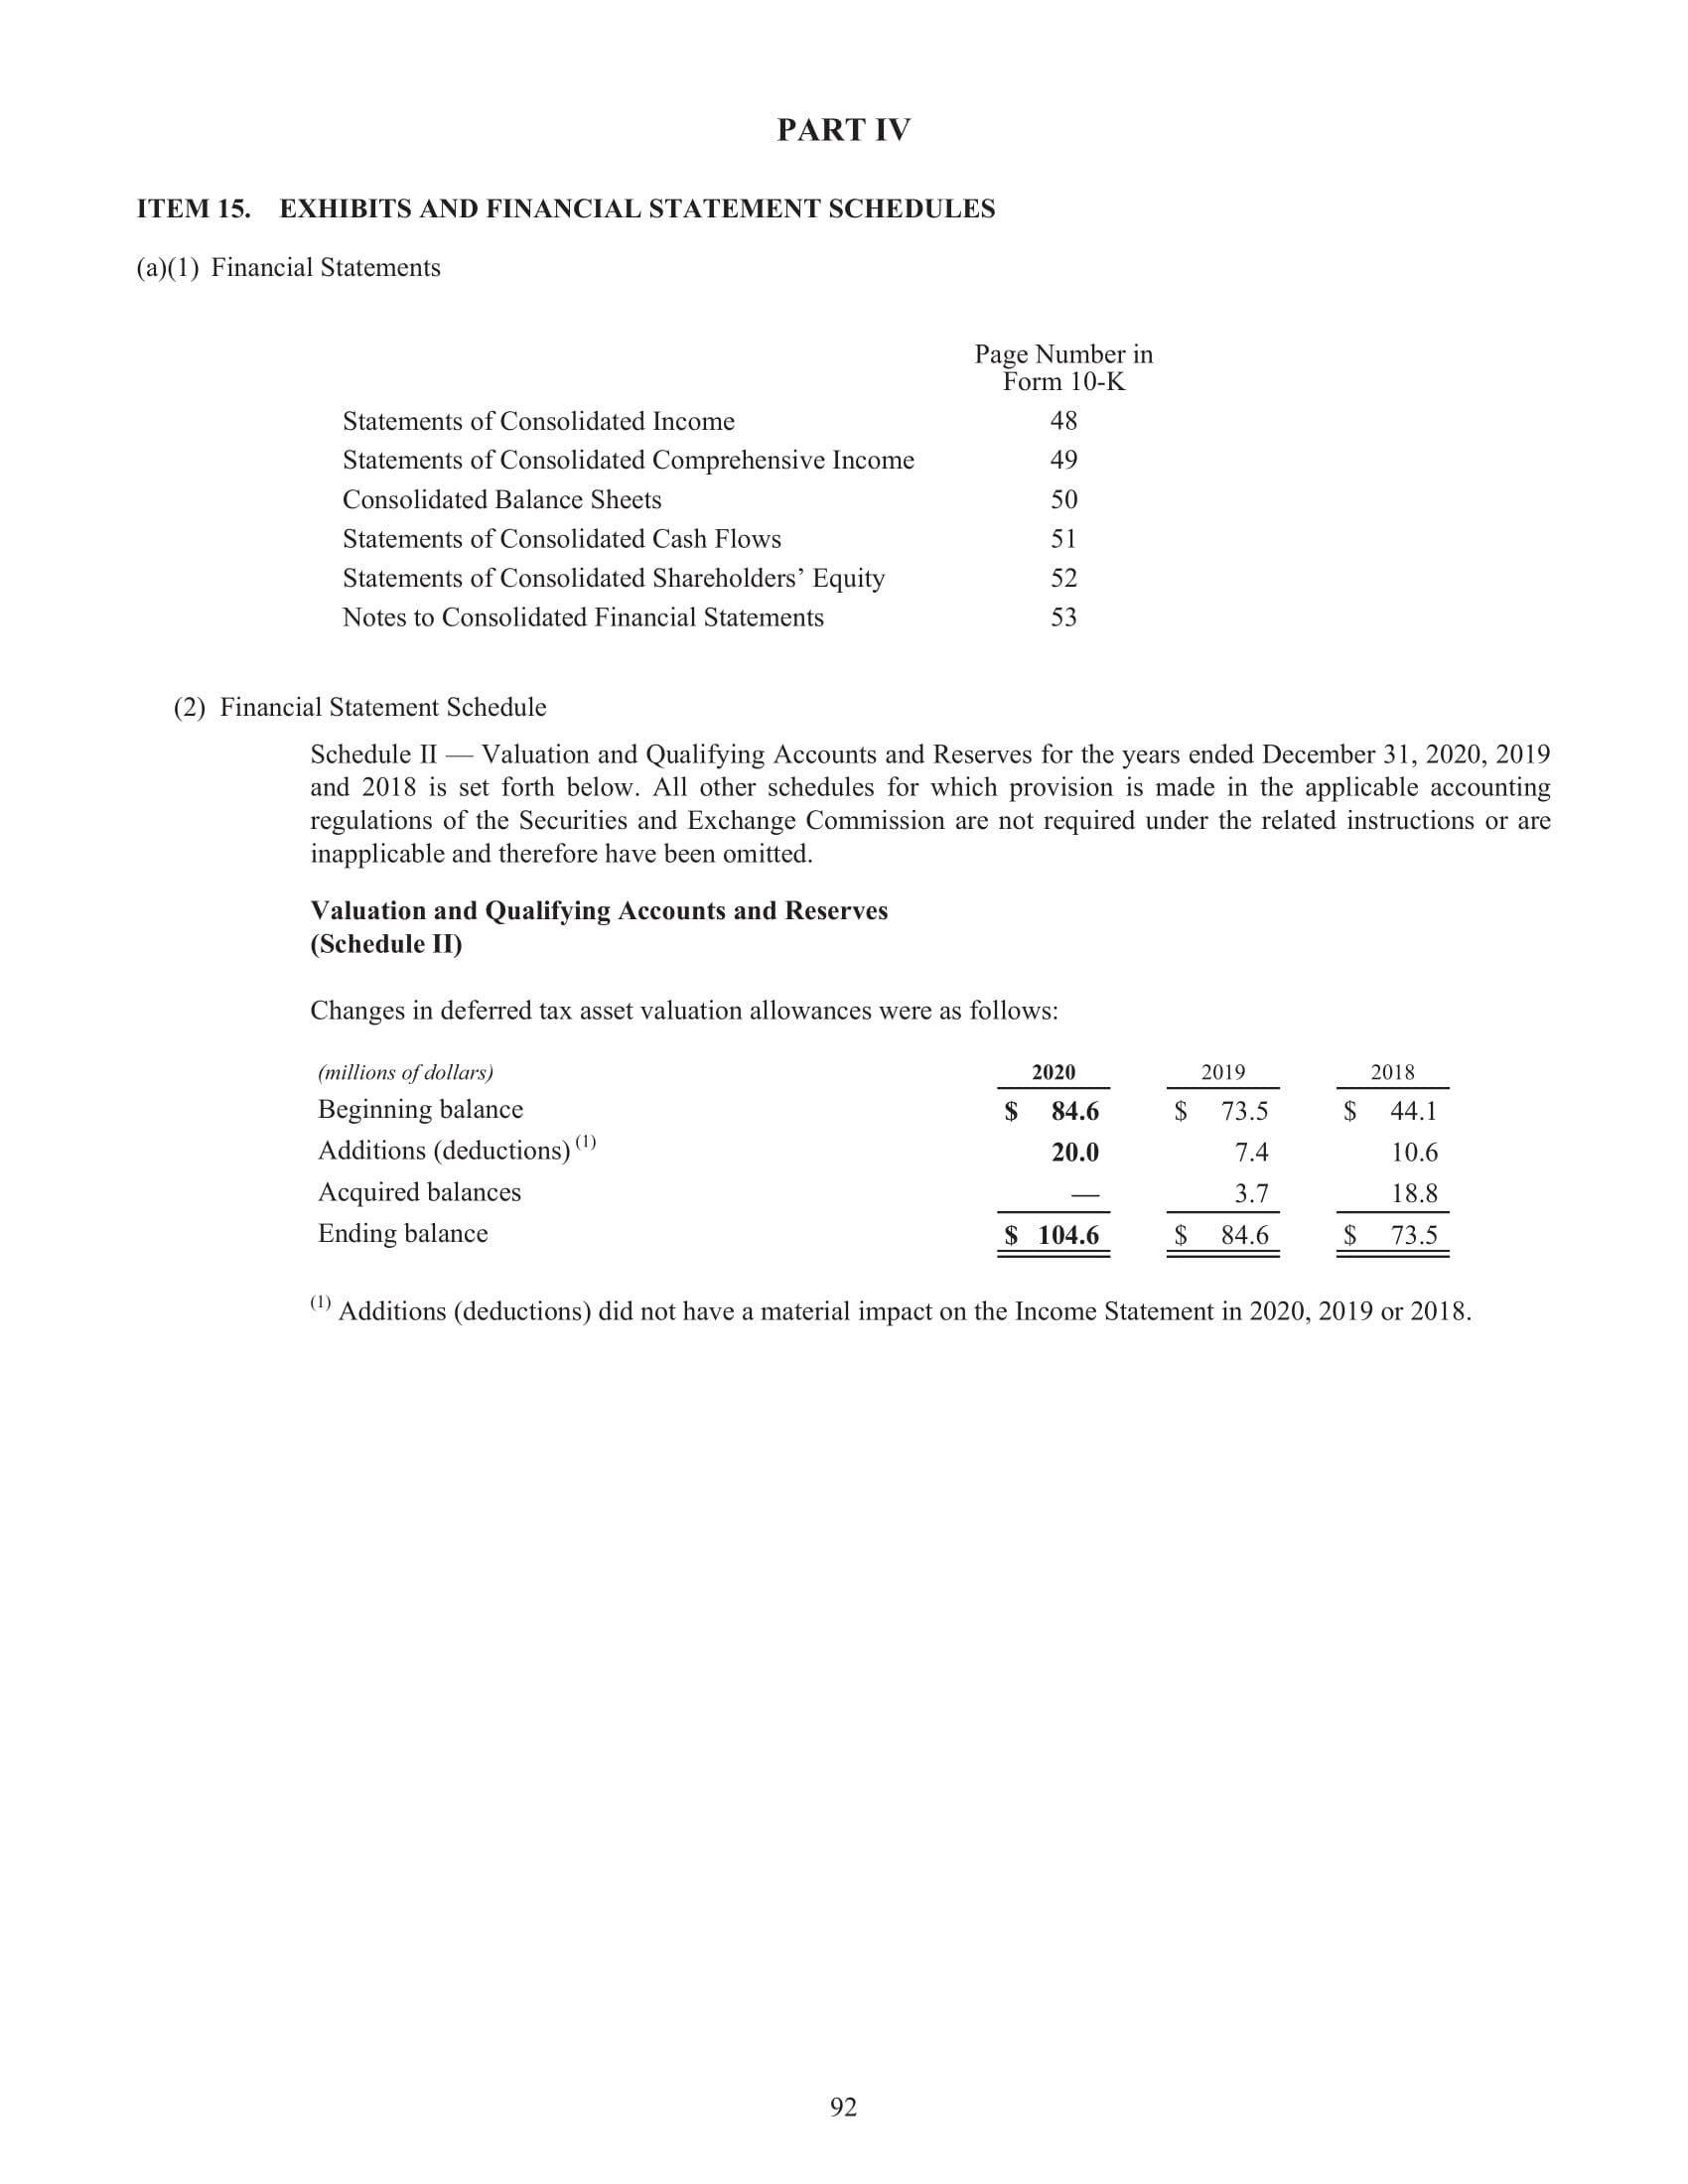 PART IV
ITEM 15. EXHIBITS AND FINANCIAL STATEMENT SCHEDULES
(a)(1) Financial Statements
Page Number in
Form 10-K
Statements of Consolidated Income 48
Statements of Consolidated Comprehensive Income 49
Consolidated Balance Sheets 50
Statements of Consolidated Cash Flows 51
Statements of Consolidated Shareholders’ Equity 52
Notes to Consolidated Financial Statements 53
(2) Financial Statement Schedule
Schedule II — Valuation and Qualifying Accounts and Reserves for the years ended December 31, 2020, 2019
and 2018 is set forth below. All other schedules for which provision is made in the applicable accounting
regulations of the Securities and Exchange Commission are not required under the related instructions or are
inapplicable and therefore have been omitted.
Valuation and Qualifying Accounts and Reserves
(Schedule II)
Changes in deferred tax asset valuation allowances were as follows:
(millions of dollars) 2020 2019 2018
Beginning balance $ 84.6 $ 73.5 $ 44.1
Additions (deductions) (1) 20.0 7.4 10.6
Acquired balances — 3.7 18.8
Ending balance $ 104.6 $ 84.6 $ 73.5
(1) Additions (deductions) did not have a material impact on the Income Statement in 2020, 2019 or 2018.
92